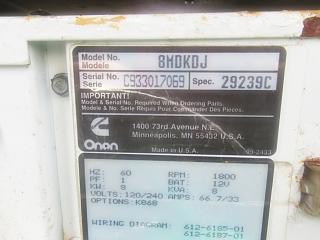 Model No. 8MDKDJ
Modele
Serial No. C933017069 Spec. 29239C
Serie
IMPORTANT!
Model & Serial No. Required When Ordering Parts.
Modele & No. Serie Requis Pour Commander Des Pieces.
Onan
1400 73rd Avenue N.E.
Minneapolis, MN 55432 U.S.A.
Made in U.S.A.
99-2433
HZ: 60 RPM: 1800
PF: 1 BAT: 12V
KW: 8 KVA: 8
VOLTS: 120/240 AMPS: 66.7/33
OPTIONS: K868
WIRING DIAGRAM: 612-6185-01
612-6187-01